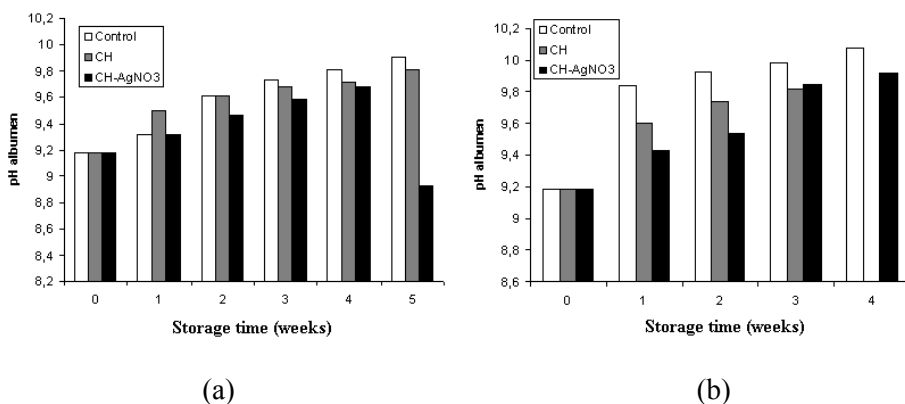 10,2
10
9,8
9,6
9,4
9,2
9
8,8
8,6
8,4
8,2
pH albumen
Control
CH
CH-AgNO3
0 1 2 3 4 5
Storage time (weeks)
(a)
10,2
10
9,8
9,6
9,4
9,2
9
8,8
8,6
pH albumen
Control
CH
CH-AgNO3
0 1 2 3 4
Storage time (weeks)
(b)